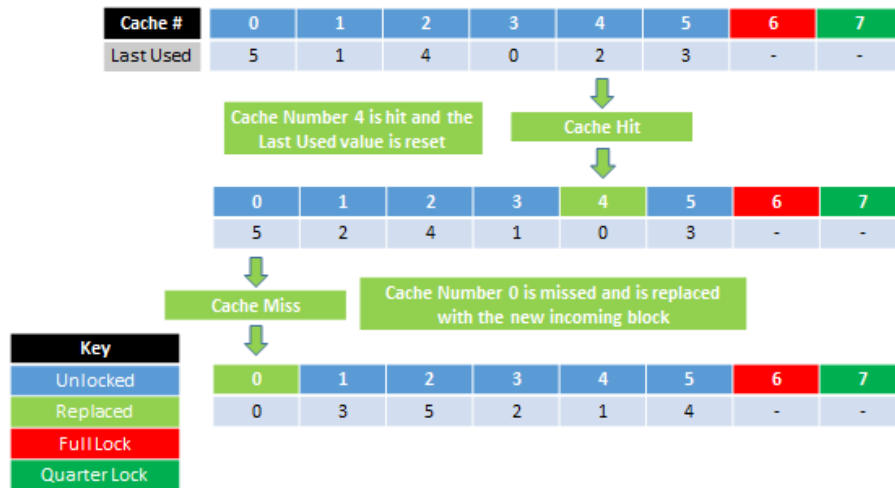 Cache # 0 1 2 3 4 5 6 7
Last Used 5 1 4 0 2 3 - -
Cache Number 4 is hit and the
Last Used value is reset
Cache Hit
0 1 2 3 4 5 6 7
5 2 4 1 0 3 - -
Cache Miss
Cache Number 0 is missed and is replaced
with the new incoming block
Key
Unlocked
Replaced
Full Lock
Quarter Lock
0 1 2 3 4 5 6 7
0 3 5 2 1 4 - -